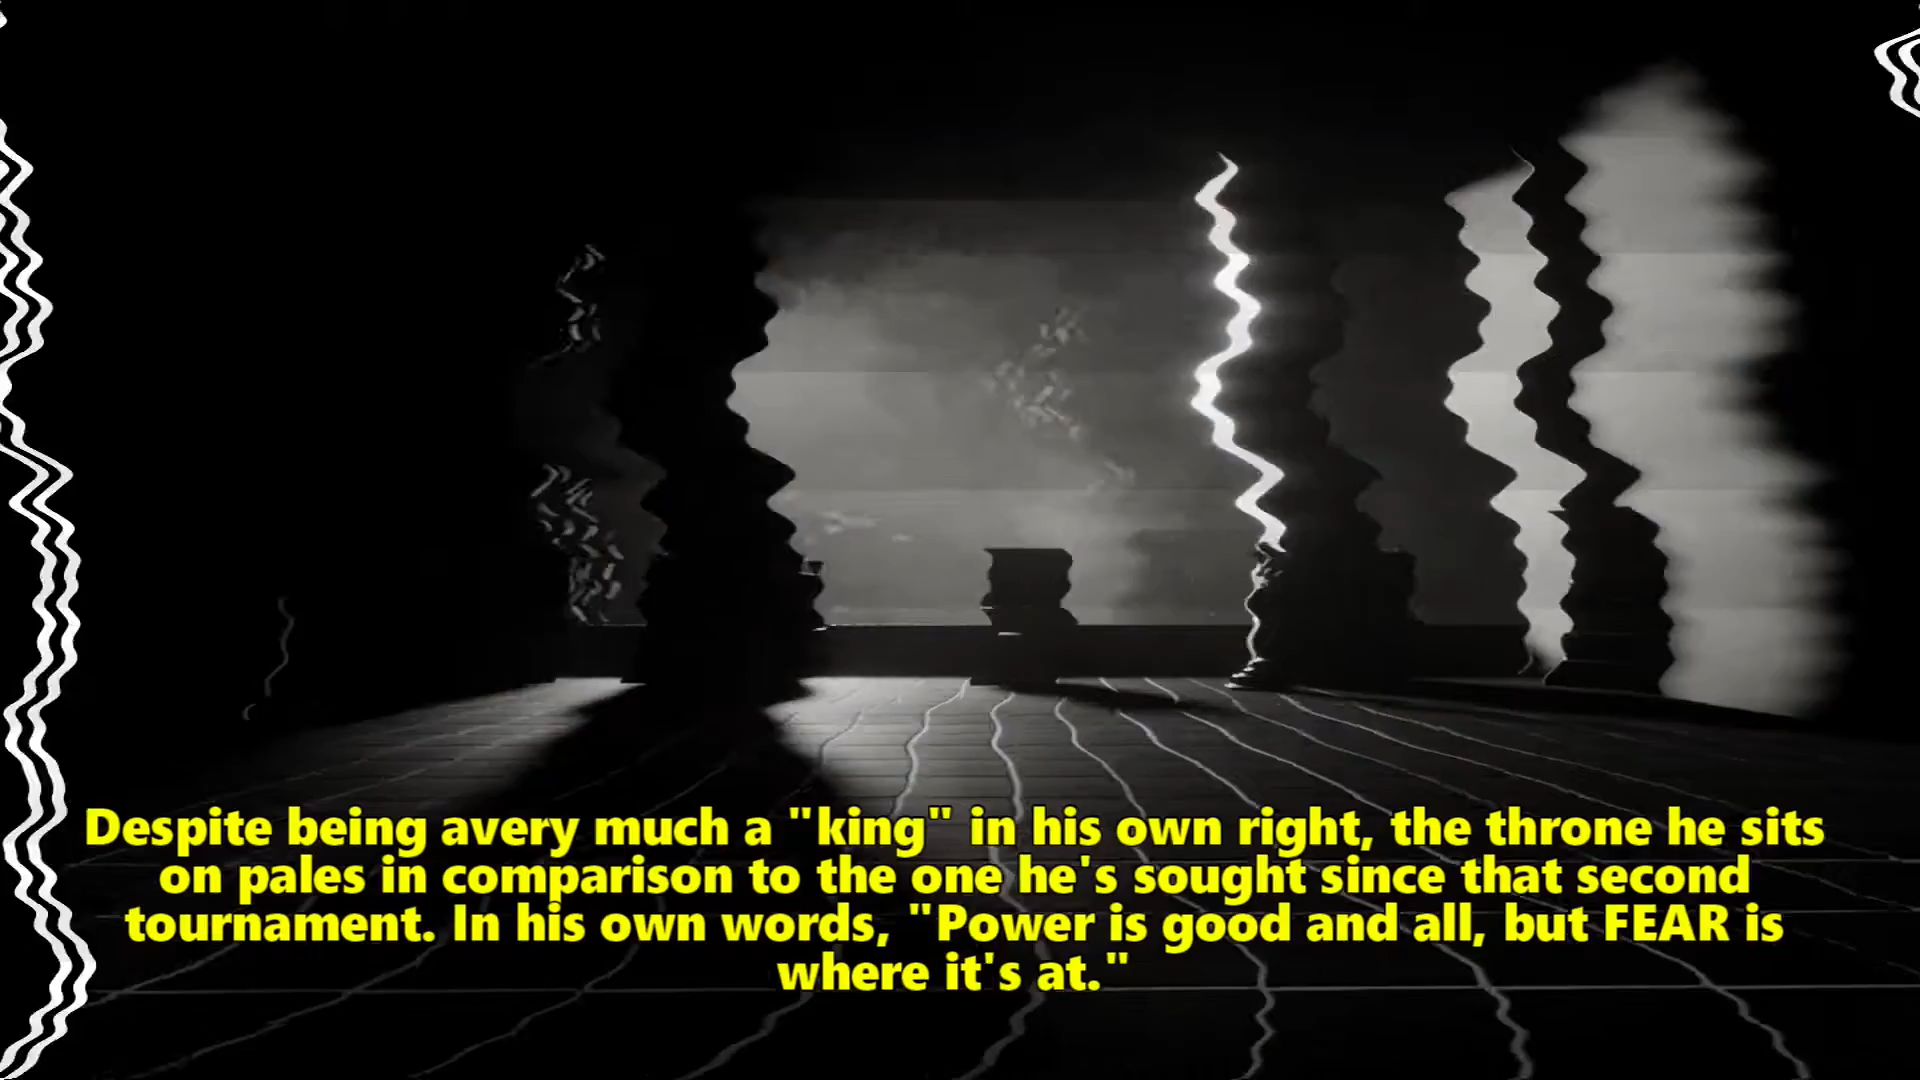 Despite being avery much a "king" in his own right, the throne he sits
on pales in comparison to the one he's sought since that second
tournament. In his own words, "Power is good and all, but FEAR is
where it's at."